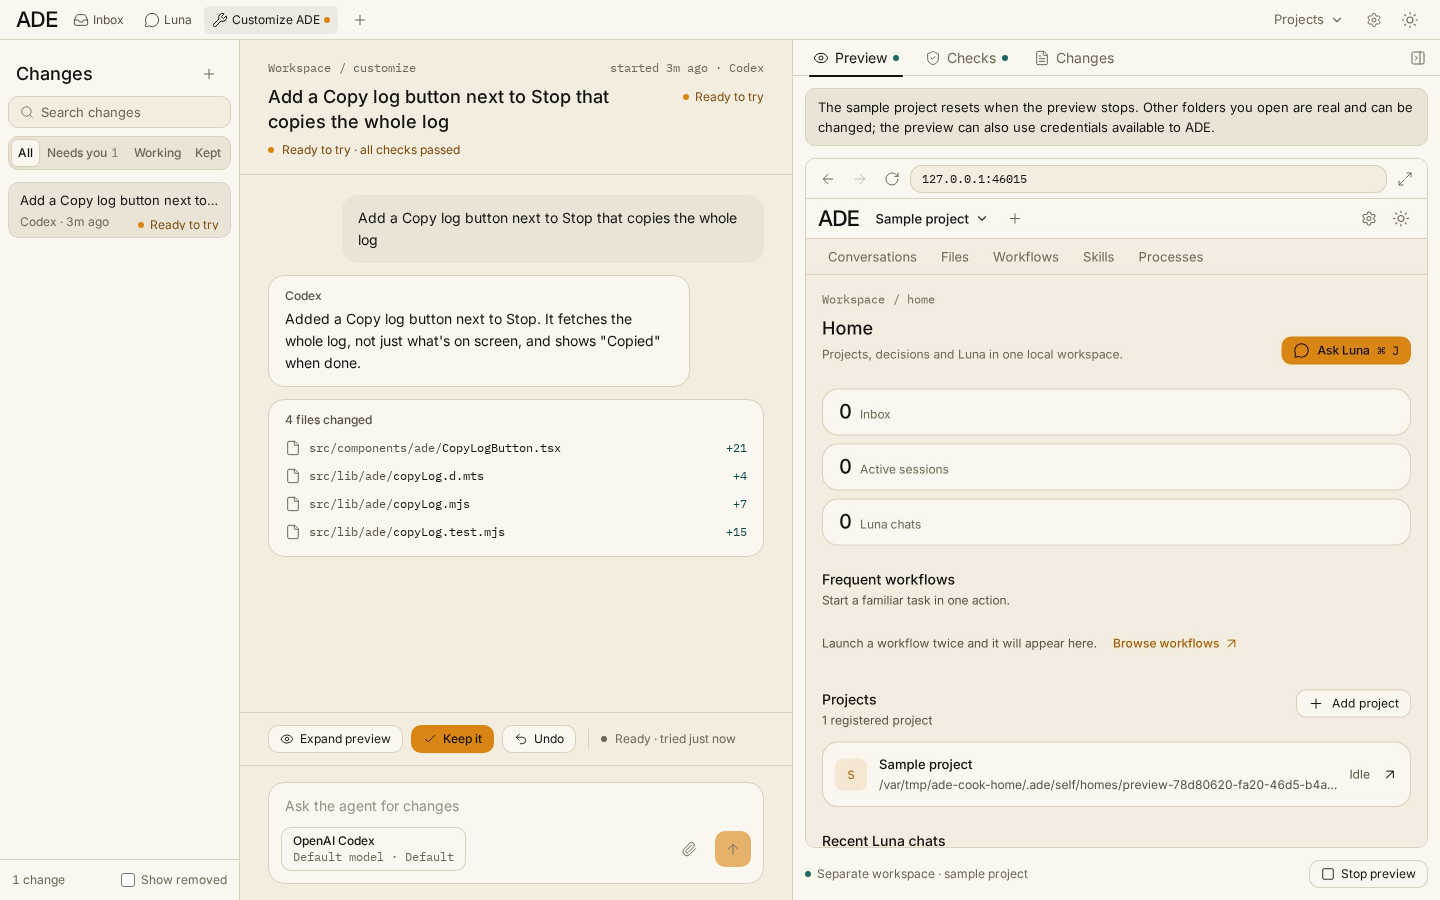 ADE
Inbox
Luna
Customize ADE
Projects
Changes
Search changes
All
Needs you 1
Working
Kept
Add a Copy log button next to...
Codex · 3m ago
Ready to try
1 change
Show removed
Workspace / customize
started 3m ago · Codex
Add a Copy log button next to Stop that
copies the whole log
Ready to try
Ready to try · all checks passed
Add a Copy log button next to Stop that copies the whole
log
Codex
Added a Copy log button next to Stop. It fetches the
whole log, not just what's on screen, and shows "Copied"
when done.
4 files changed
src/components/ade/CopyLogButton.tsx +21
src/lib/ade/copyLog.d.mts +4
src/lib/ade/copyLog.mjs +7
src/lib/ade/copyLog.test.mjs +15
Expand preview
Keep it
Undo
Ready · tried just now
Ask the agent for changes
OpenAI Codex
Default model · Default
Preview
Checks
Changes
The sample project resets when the preview stops. Other folders you open are real and can be
changed; the preview can also use credentials available to ADE.
127.0.0.1:46015
ADE
Sample project
Conversations
Files
Workflows
Skills
Processes
Workspace / home
Home
Projects, decisions and Luna in one local workspace.
Ask Luna ⌘ J
0 Inbox
0 Active sessions
0 Luna chats
Frequent workflows
Start a familiar task in one action.
Launch a workflow twice and it will appear here.
Browse workflows
Projects
1 registered project
Add project
S
Sample project
/var/tmp/ade-cook-home/.ade/self/homes/preview-78d80620-fa20-46d5-b4a...
Idle
Recent Luna chats
Separate workspace · sample project
Stop preview